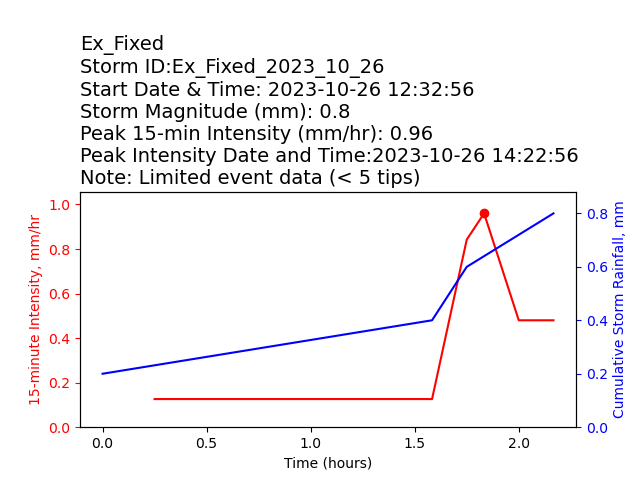 Ex_Fixed
Storm ID:Ex_Fixed_2023_10_26
Start Date & Time: 2023-10-26 12:32:56
Storm Magnitude (mm): 0.8
Peak 15-min Intensity (mm/hr): 0.96
Peak Intensity Date and Time:2023-10-26 14:22:56
Note: Limited event data (< 5 tips)
15-minute Intensity, mm/hr
1.0
0.8
0.6
0.4
0.2
0.0
0.8
0.6
0.4
0.2
0.0
Cumulative Storm Rainfall, mm
0.0 0.5 1.0 1.5 2.0
Time (hours)